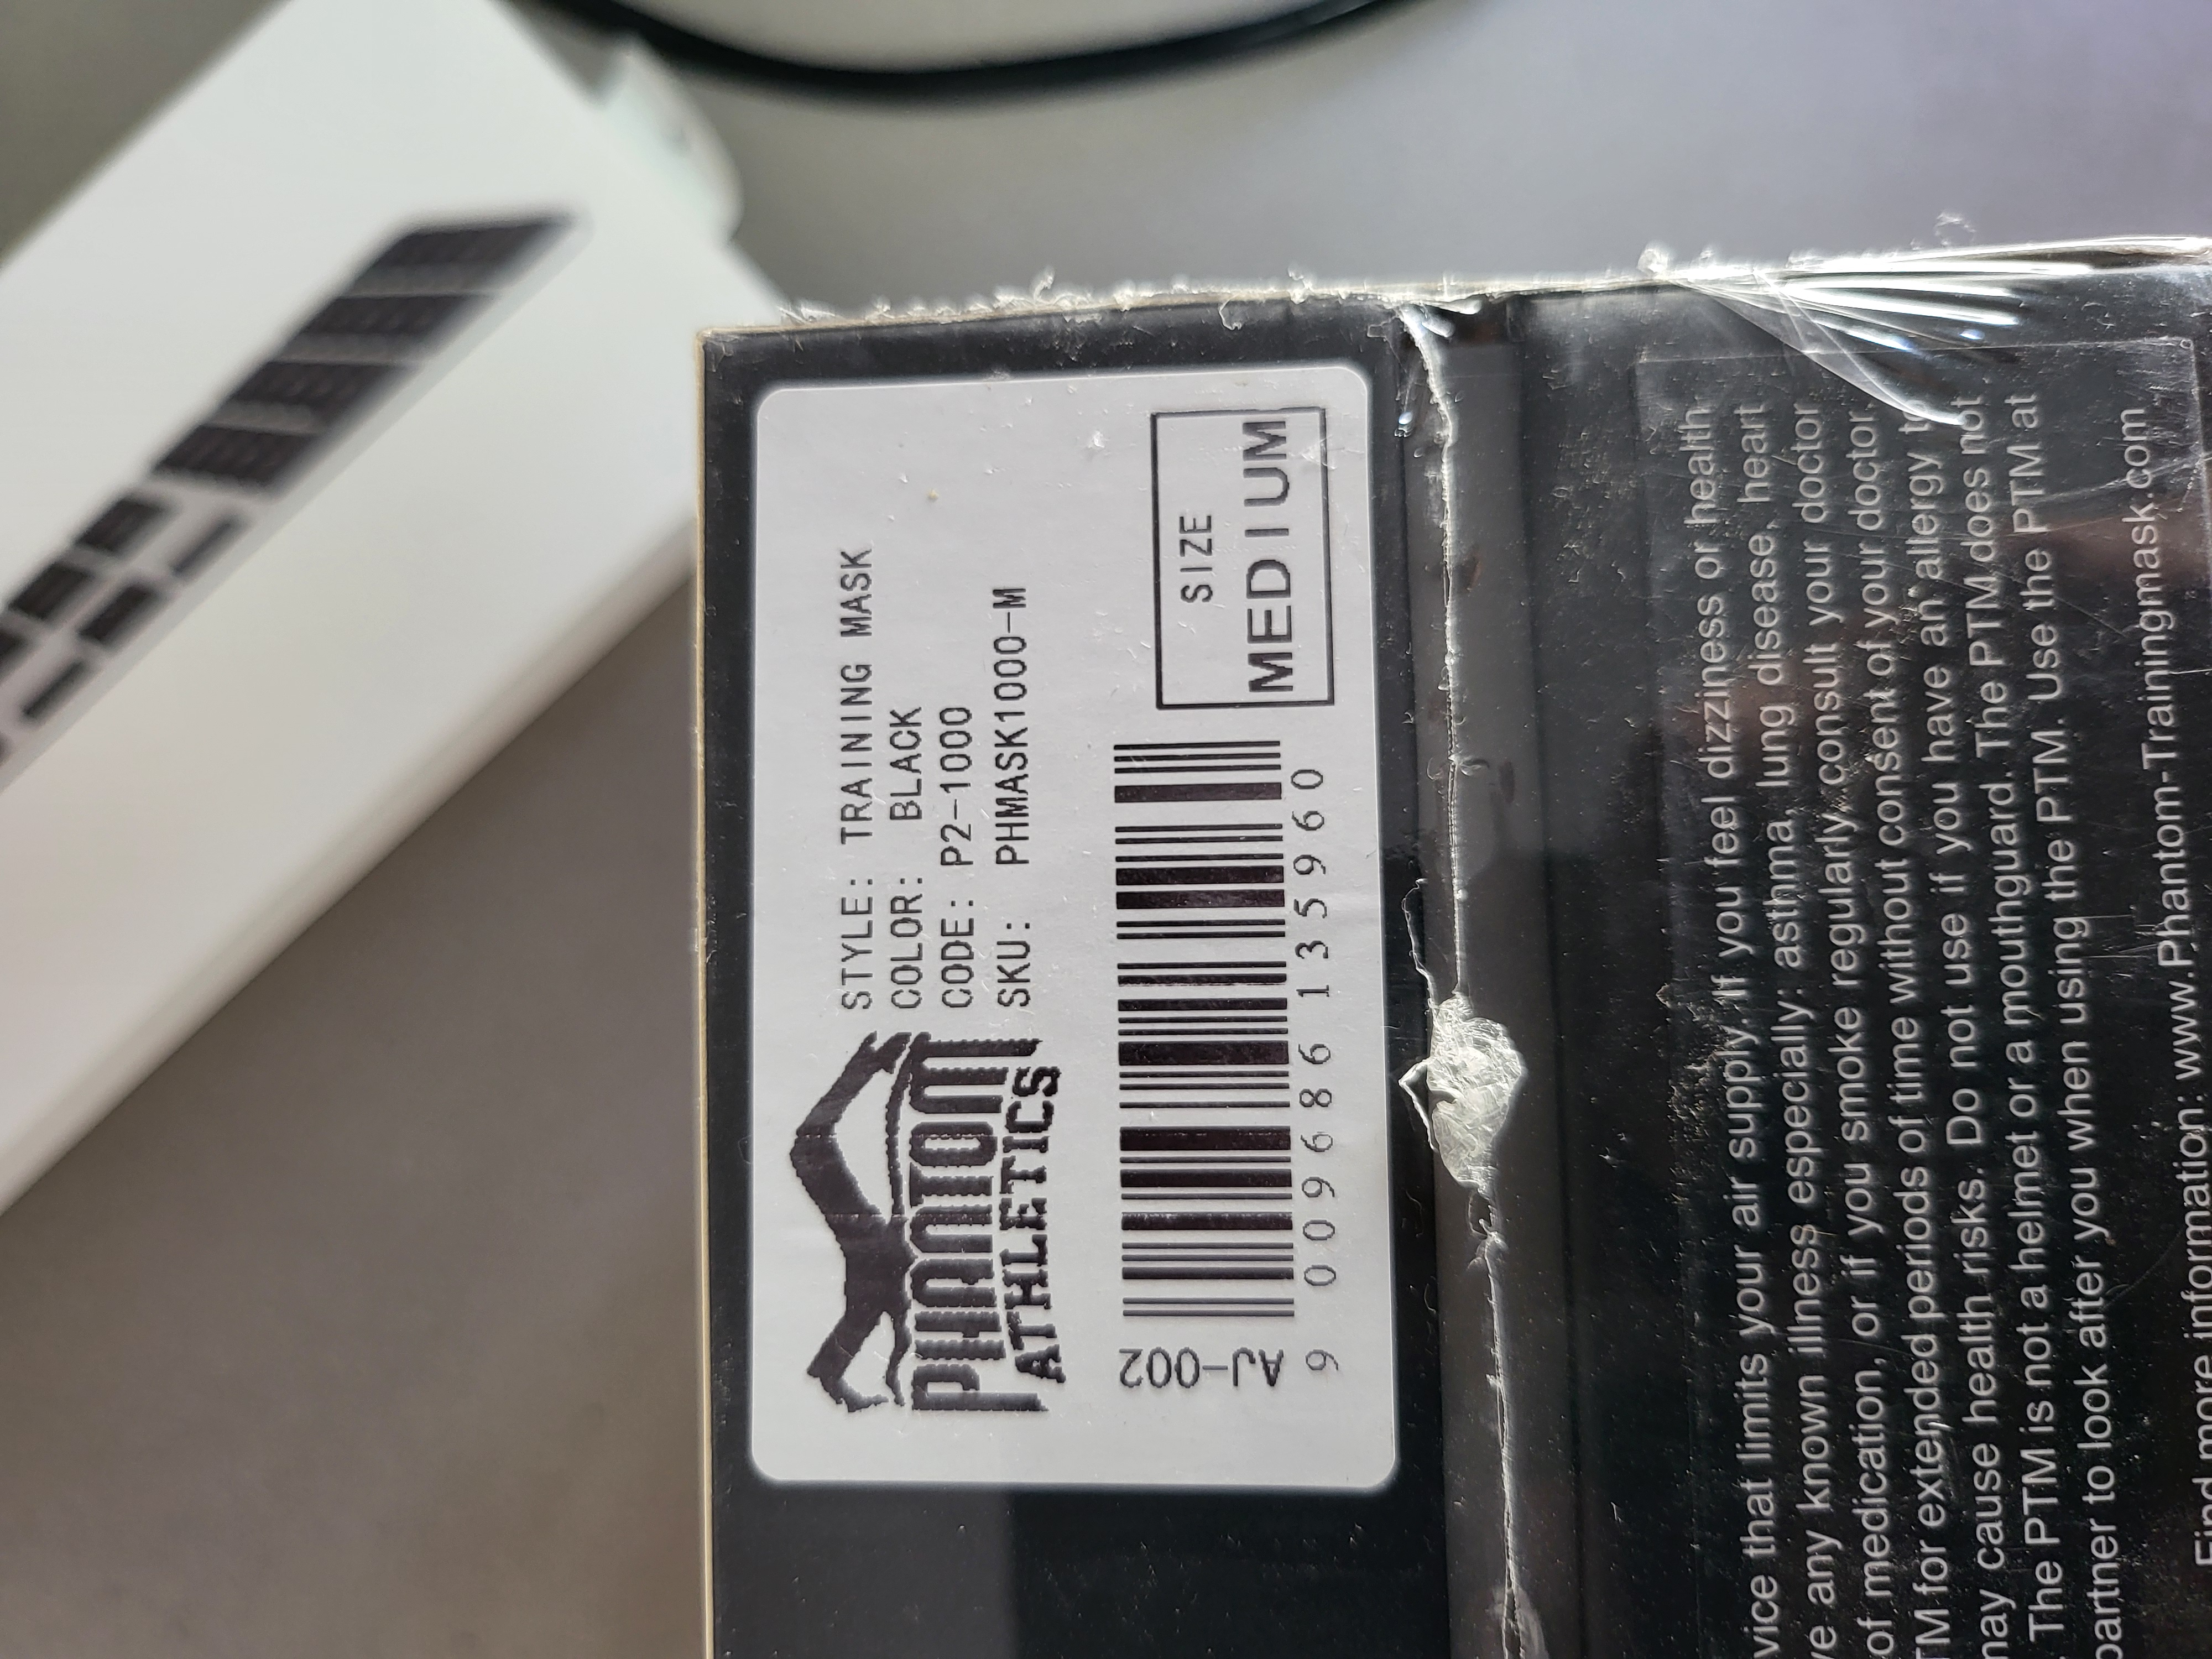 PHANTOM
ATHLETICS
STYLE: TRAINING MASK
COLOR: BLACK
CODE: P2-1000
SKU: PHMASK1000-M
AJ-002
9 009686 135960
SIZE
MEDIUM
vice that limits your air supply. If you feel dizziness or health
ve any known illness especially: asthma, lung disease, heart
of medication, or if you smoke regularly, consult your doctor
TM for extended periods of time without consent of your doctor.
may cause health risks. Do not use if you have an allergy to
. The PTM is not a helmet or a mouthguard. The PTM does not
partner to look after you when using the PTM. Use the PTM at
Find more information: www.Phantom-Trainingmask.com